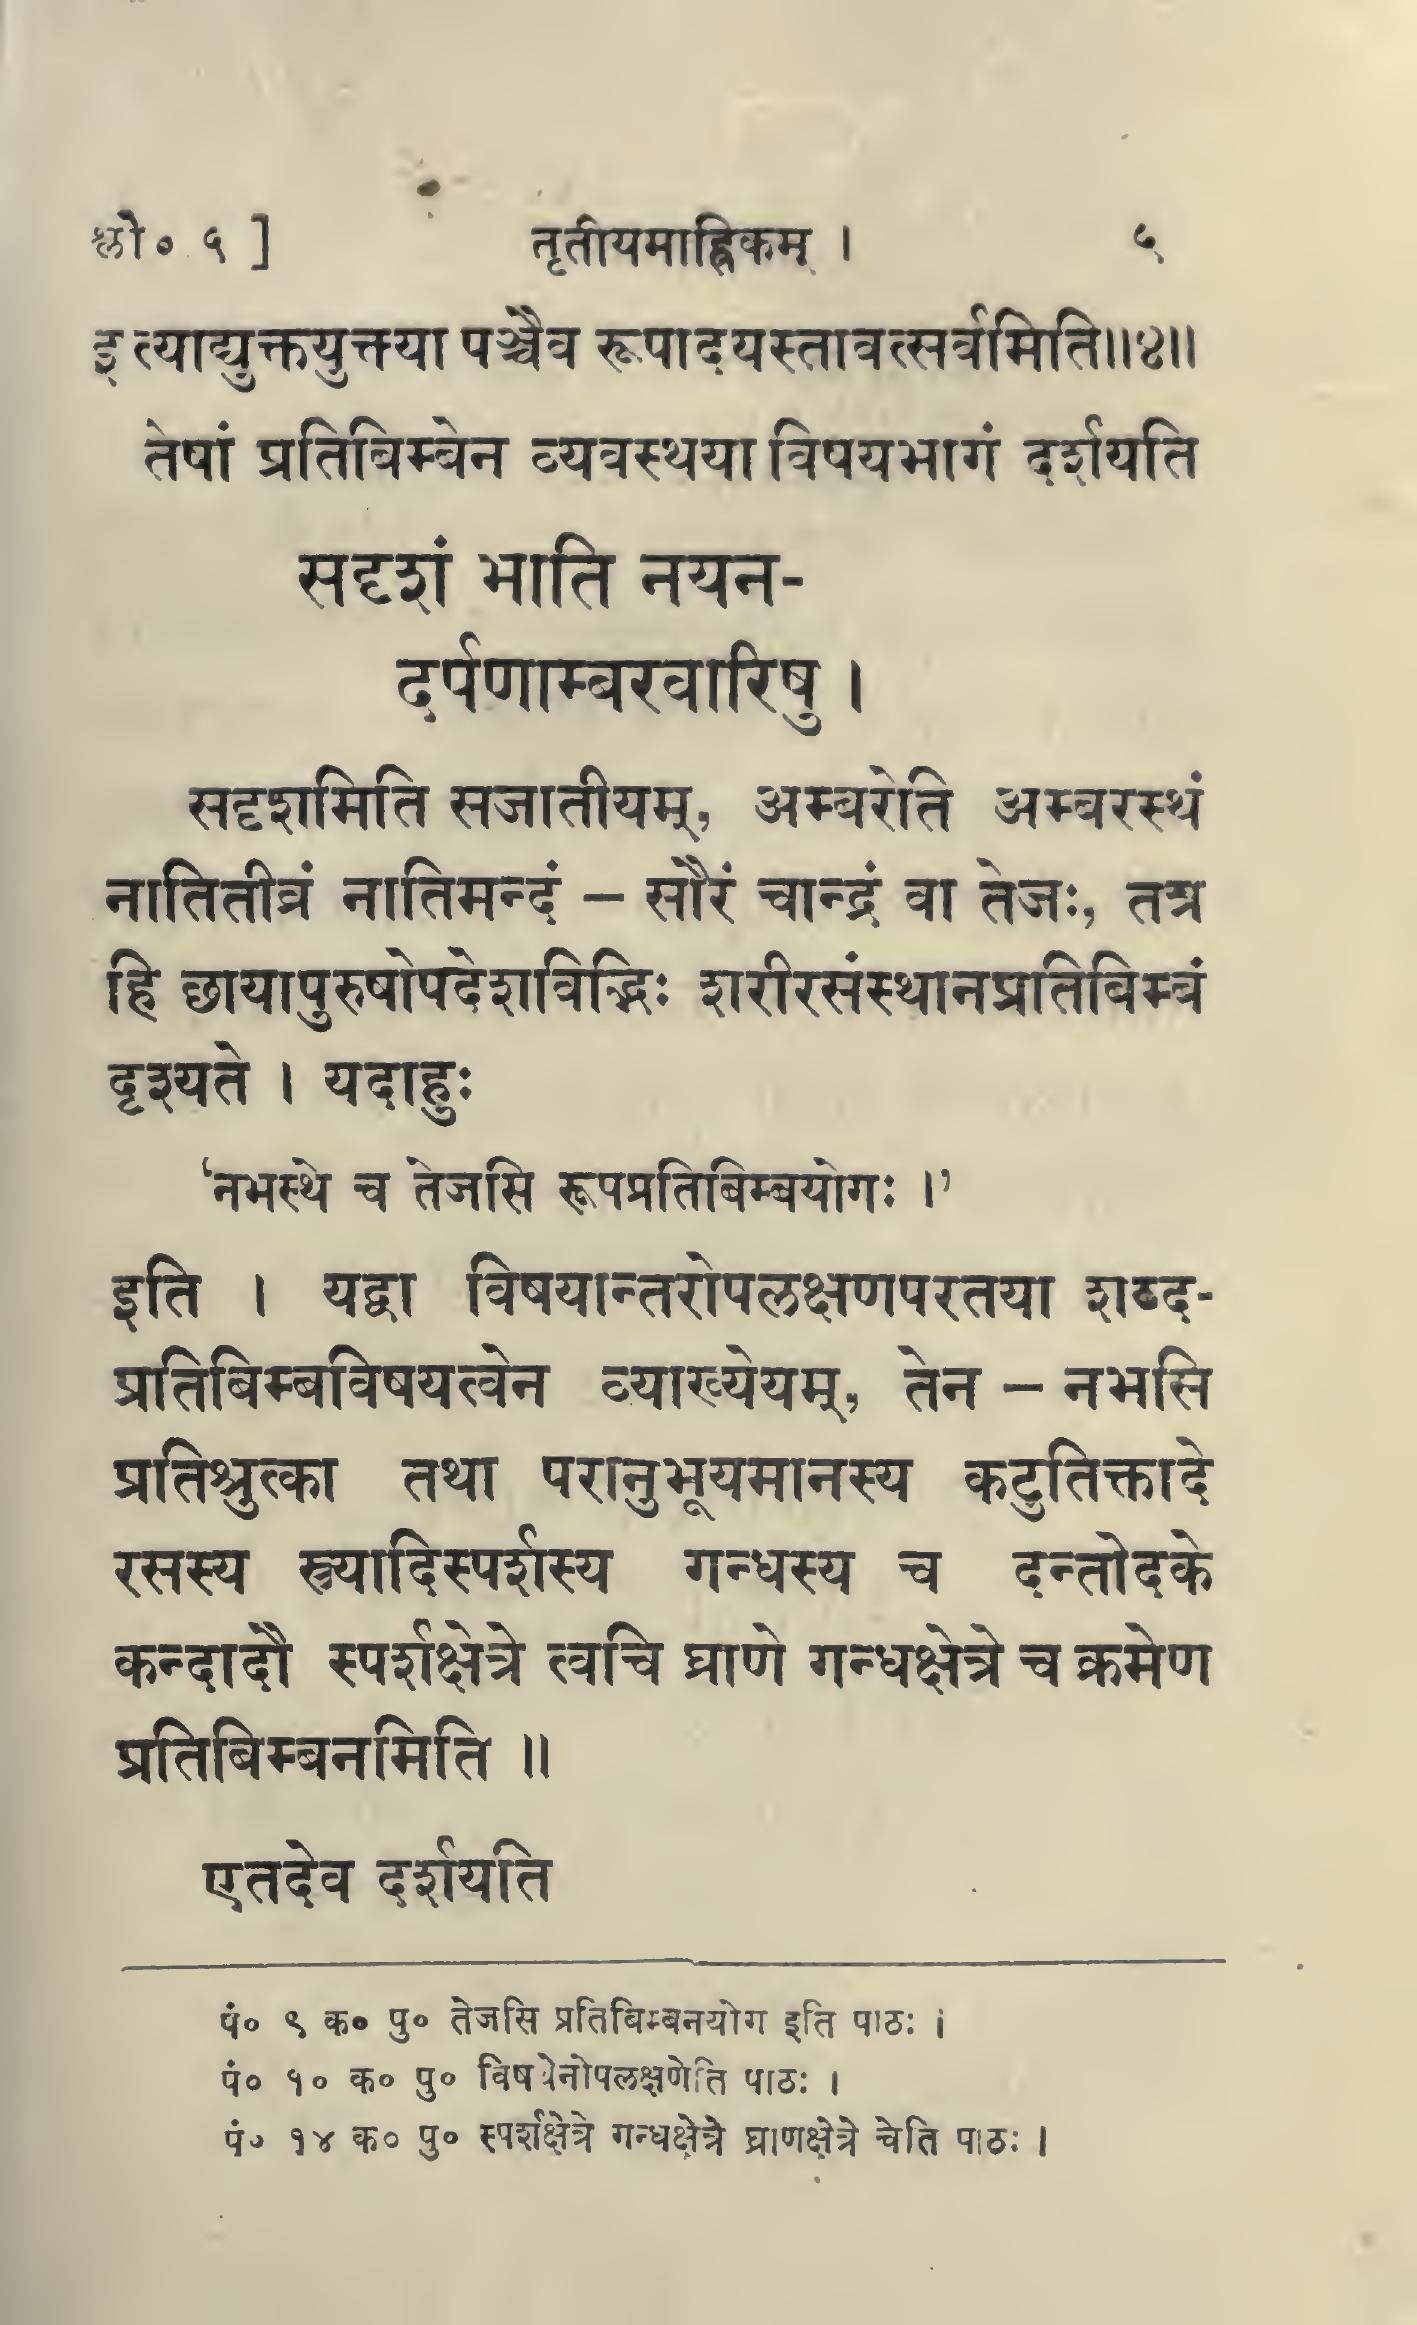 श्लो० ५ ] तृतीयमाह्निकम् । ५
इत्याद्युक्तयुक्त्या पञ्चैव रूपादयस्तावत्सर्वमिति॥४॥
तेषां प्रतिबिम्बेन व्यवस्थया विषयभागं दर्शयति
सदृशं भाति नयन-
दर्पणाम्बरवारिषु ।
सदृशमिति सजातीयम्, अम्बरेति अम्बरस्थं
नातितीव्रं नातिमन्दं – सौरं चान्द्रं वा तेजः, तत्र
हि छायापुरुषोपदेशविद्भिः शरीरसंस्थानप्रतिबिम्बं
दृश्यते । यदाहुः
‘नभस्थे च तेजसि रूपप्रतिबिम्बयोगः ।’
इति । यद्वा विषयान्तरोपलक्षणपरतया शब्द-
प्रतिबिम्बविषयत्वेन व्याख्येयम्, तेन – नभसि
प्रतिश्रुत्का तथा परानुभूयमानस्य कटुतिक्तादे
रसस्य स्त्र्यादिस्पर्शस्य गन्धस्य च दन्तोदके
कन्दादौ स्पर्शक्षेत्रे त्वचि घ्राणे गन्धक्षेत्रे च क्रमेण
प्रतिबिम्बनमिति ॥
एतदेव दर्शयति
पं० ९ क० पु० तेजसि प्रतिबिम्बनयोग इति पाठः ।
पं० १० क० पु० विषयेनोपलक्षणेति पाठः ।
पं० १४ क० पु० स्पर्शक्षेत्रे गन्धक्षेत्रे घ्राणक्षेत्रे चेति पाठः ।